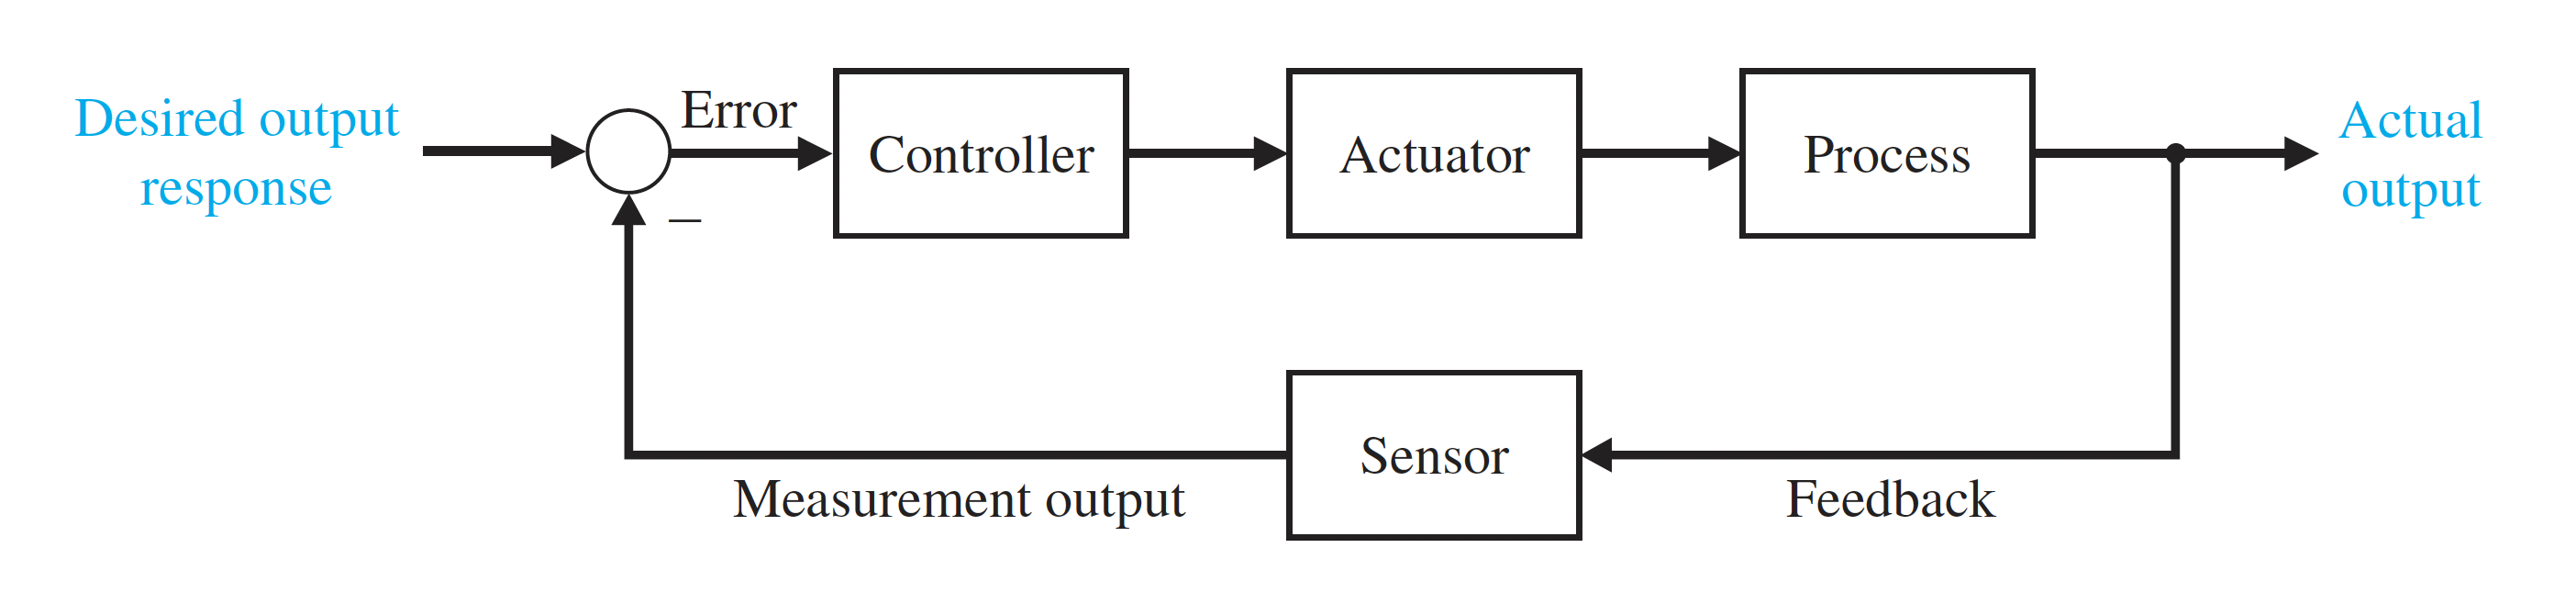 Desired output
response
Error
–
Controller
Actuator
Process
Actual
output
Sensor
Measurement output
Feedback